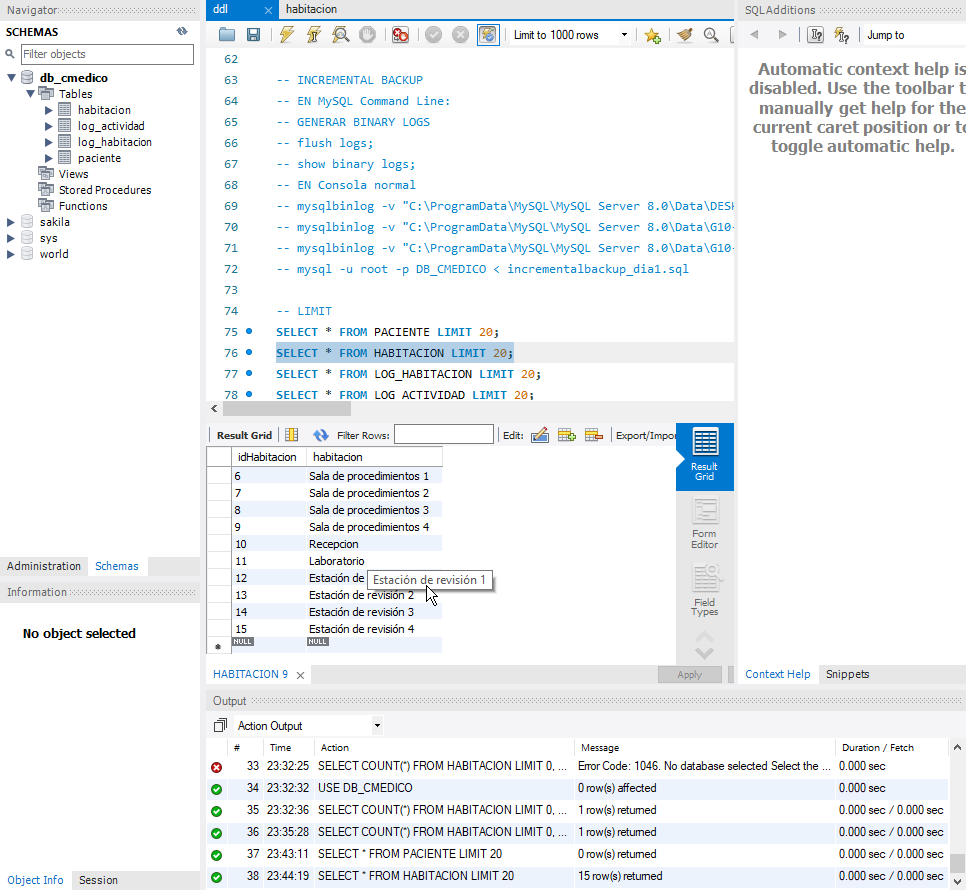 Navigator
SCHEMAS
Filter objects
db_cmedico
Tables
habitacion
log_actividad
log_habitacion
paciente
Views
Stored Procedures
Functions
sakila
sys
world
Administration
Schemas
Information
No object selected
Object Info
Session
ddl
habitacion
Limit to 1000 rows
62
63 -- INCREMENTAL BACKUP
64 -- EN MySQL Command Line:
65 -- GENERAR BINARY LOGS
66 -- flush logs;
67 -- show binary logs;
68 -- EN Consola normal
69 -- mysqlbinlog -v "C:\ProgramData\MySQL\MySQL Server 8.0\Data\DESK
70 -- mysqlbinlog -v "C:\ProgramData\MySQL\MySQL Server 8.0\Data\G10-
71 -- mysqlbinlog -v "C:\ProgramData\MySQL\MySQL Server 8.0\Data\G10-
72 -- mysql -u root -p DB_CMEDICO < incrementalbackup_dia1.sql
73
74 -- LIMIT
75 SELECT * FROM PACIENTE LIMIT 20;
76 SELECT * FROM HABITACION LIMIT 20;
77 SELECT * FROM LOG_HABITACION LIMIT 20;
78 SELECT * FROM LOG_ACTIVIDAD LIMIT 20;
Result Grid
Filter Rows:
Edit:
Export/Impor
idHabitacion habitacion
6 Sala de procedimientos 1
7 Sala de procedimientos 2
8 Sala de procedimientos 3
9 Sala de procedimientos 4
10 Recepcion
11 Laboratorio
12 Estación de
Estación de revisión 1
13 Estación de revisión 2
14 Estación de revisión 3
15 Estación de revisión 4
NULL NULL
Result Grid
Form Editor
Field Types
HABITACION 9
Apply
SQLAdditions
Jump to
Automatic context help is
disabled. Use the toolbar t
manually get help for the
current caret position or to
toggle automatic help.
Context Help
Snippets
Output
Action Output
# Time Action Message Duration / Fetch
33 23:32:25 SELECT COUNT(*) FROM HABITACION LIMIT 0, ... Error Code: 1046. No database selected Select the ... 0.000 sec
34 23:32:32 USE DB_CMEDICO 0 row(s) affected 0.000 sec
35 23:32:36 SELECT COUNT(*) FROM HABITACION LIMIT 0, ... 1 row(s) returned 0.000 sec / 0.000 sec
36 23:35:28 SELECT COUNT(*) FROM HABITACION LIMIT 0, ... 1 row(s) returned 0.000 sec / 0.000 sec
37 23:43:11 SELECT * FROM PACIENTE LIMIT 20 0 row(s) returned 0.000 sec / 0.000 sec
38 23:44:19 SELECT * FROM HABITACION LIMIT 20 15 row(s) returned 0.000 sec / 0.000 sec